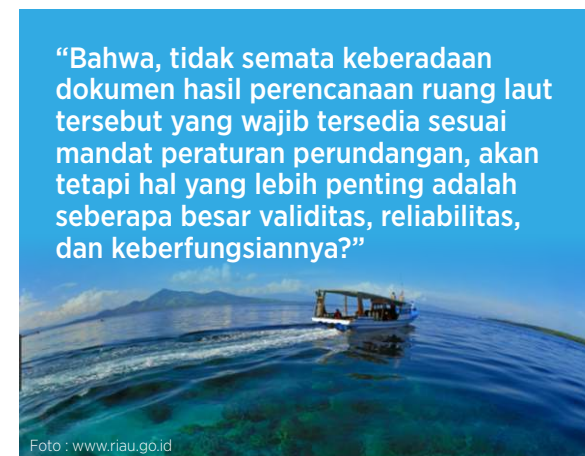 “Bahwa, tidak semata keberadaan
dokumen hasil perencanaan ruang laut
tersebut yang wajib tersedia sesuai
mandat peraturan perundangan, akan
tetapi hal yang lebih penting adalah
seberapa besar validitas, reliabilitas,
dan keberfungsiannya?”
Foto : www.riau.go.id